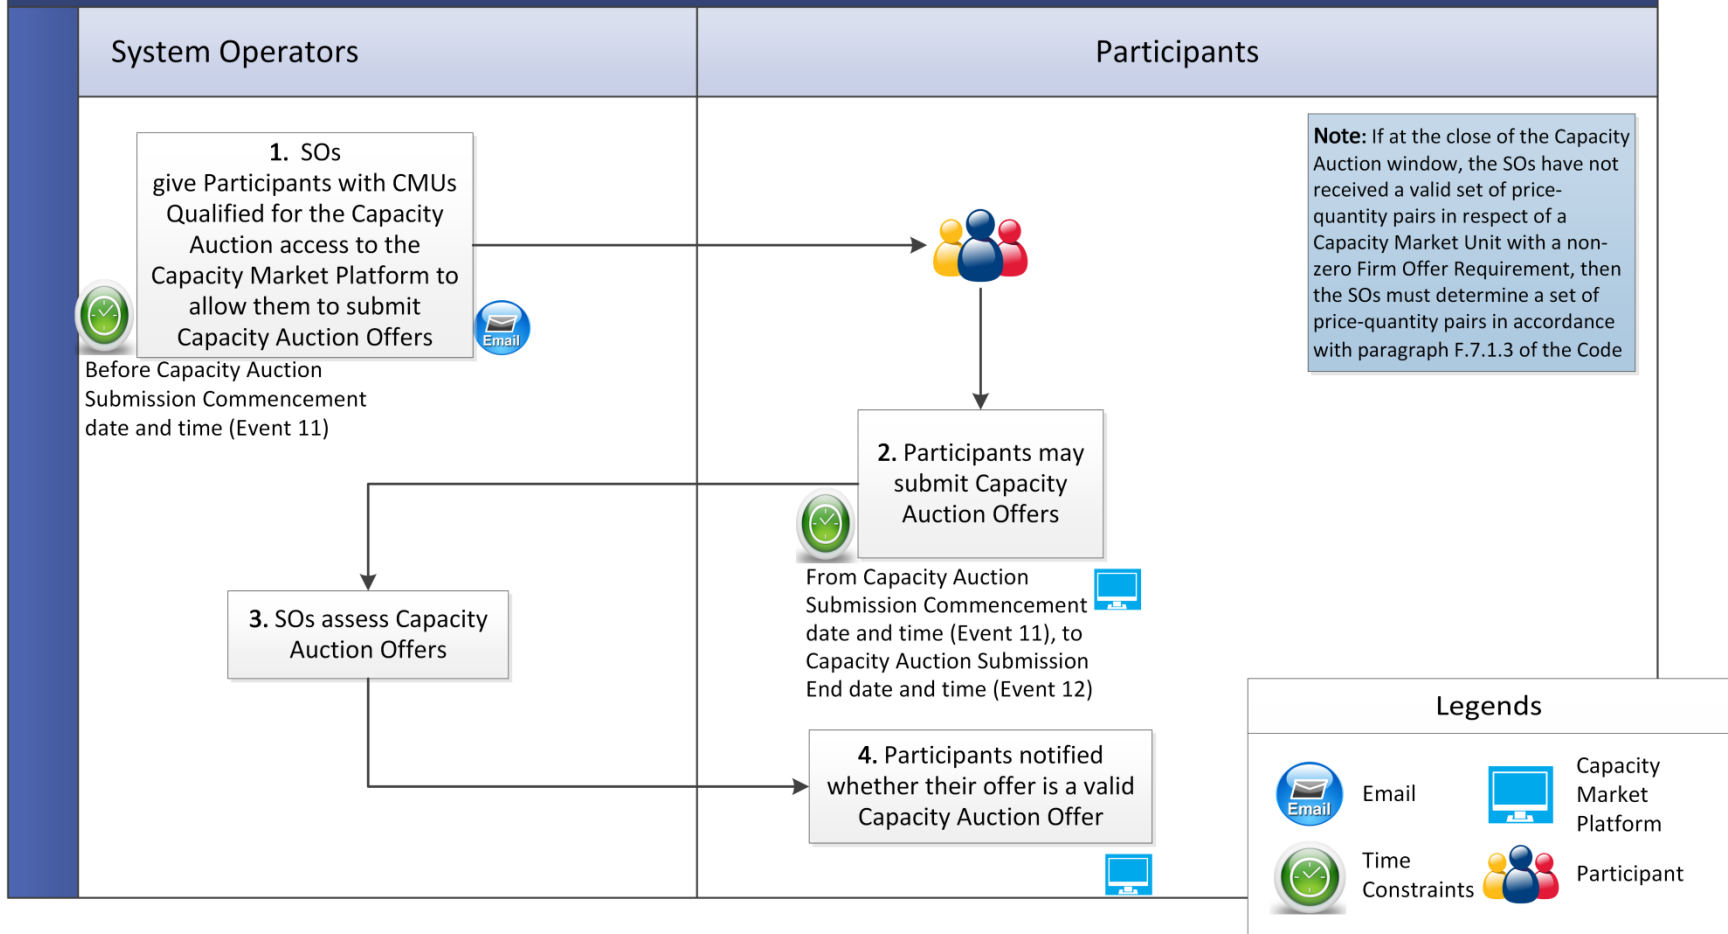 System Operators
Participants
1. SOs
give Participants with CMUs
Qualified for the Capacity
Auction access to the
Capacity Market Platform to
allow them to submit
Capacity Auction Offers
Email
Before Capacity Auction
Submission Commencement
date and time (Event 11)
Note: If at the close of the Capacity
Auction window, the SOs have not
received a valid set of price-
quantity pairs in respect of a
Capacity Market Unit with a non-
zero Firm Offer Requirement, then
the SOs must determine a set of
price-quantity pairs in accordance
with paragraph F.7.1.3 of the Code
2. Participants may
submit Capacity
Auction Offers
From Capacity Auction
Submission Commencement
date and time (Event 11), to
Capacity Auction Submission
End date and time (Event 12)
3. SOs assess Capacity
Auction Offers
4. Participants notified
whether their offer is a valid
Capacity Auction Offer
Legends
Email
Email
Capacity
Market
Platform
Time
Constraints
Participant